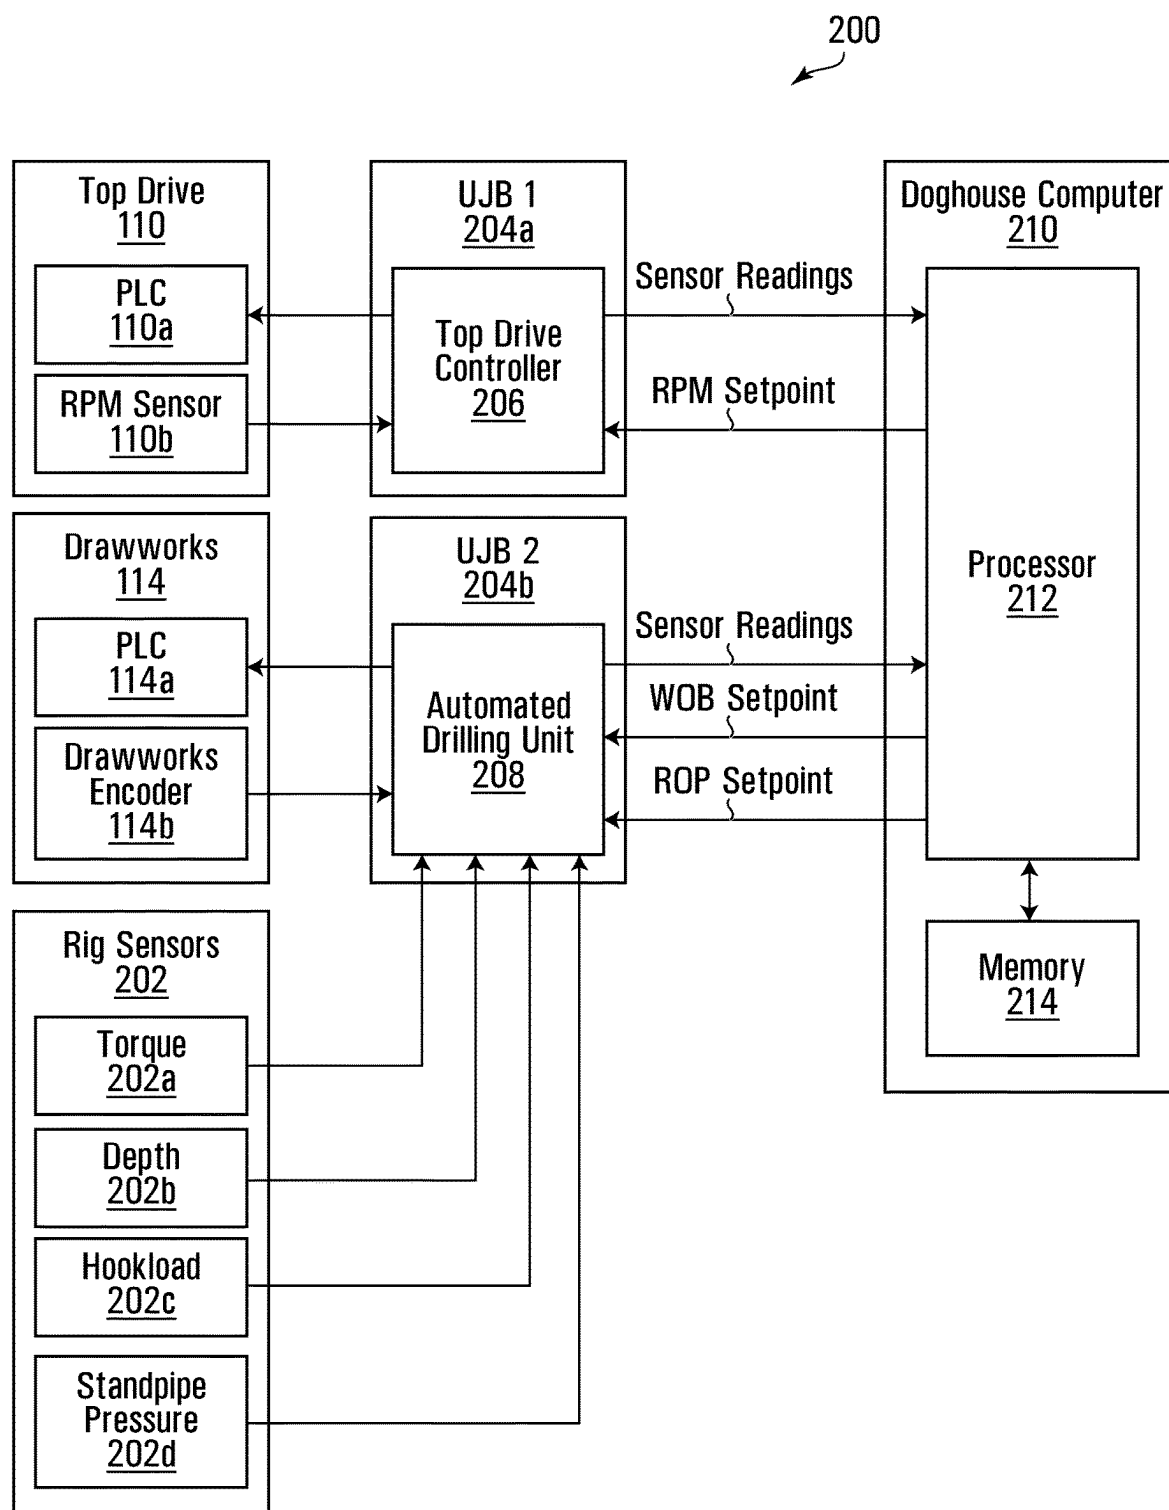 200
Top Drive
110
PLC
110a
RPM Sensor
110b
UJB 1
204a
Top Drive
Controller
206
Sensor Readings
RPM Setpoint
Doghouse Computer
210
Processor
212
Memory
214
Drawworks
114
PLC
114a
Drawworks
Encoder
114b
UJB 2
204b
Automated
Drilling Unit
208
Sensor Readings
WOB Setpoint
ROP Setpoint
Rig Sensors
202
Torque
202a
Depth
202b
Hookload
202c
Standpipe
Pressure
202d